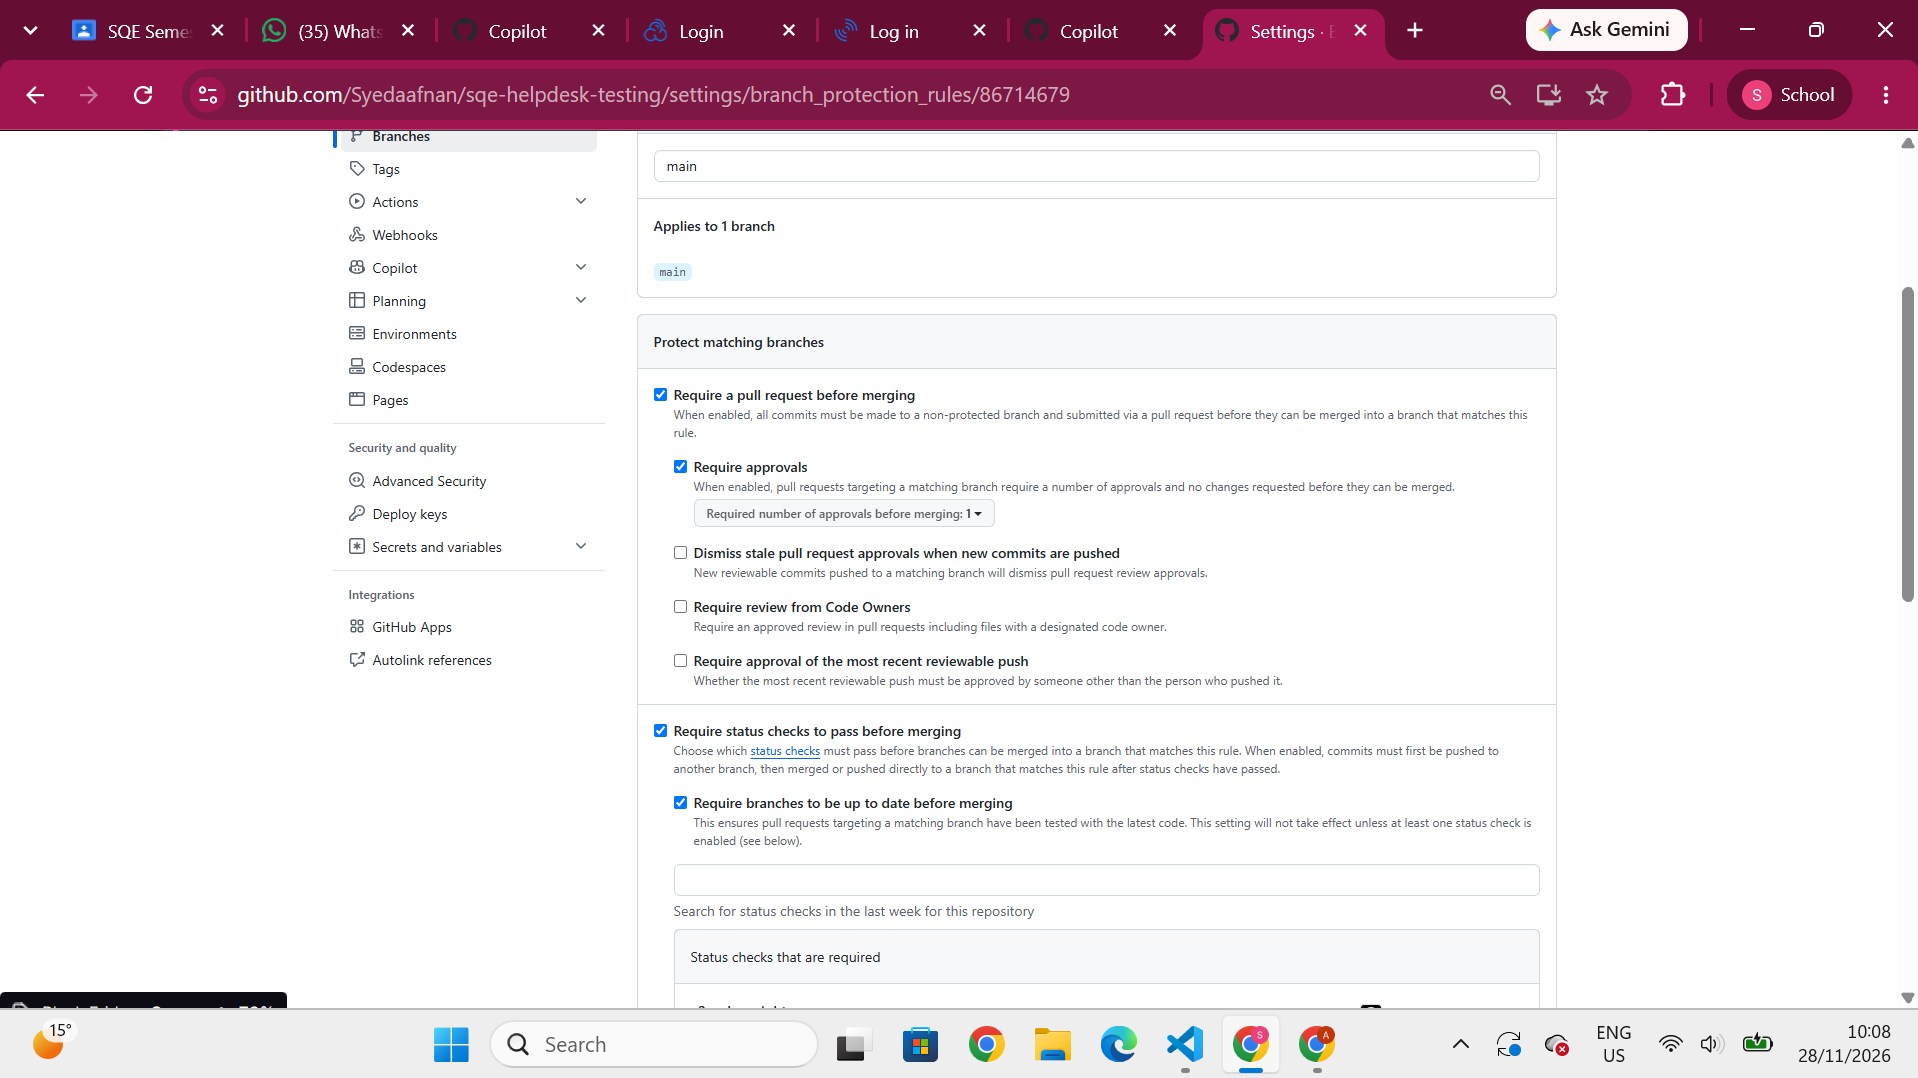 SQE Seme
(35) Whats
Copilot
Login
Log in
Copilot
Settings ·
Ask Gemini
github.com/Syedaafnan/sqe-helpdesk-testing/settings/branch_protection_rules/86714679
S School
Branches
Tags
Actions
Webhooks
Copilot
Planning
Environments
Codespaces
Pages
Security and quality
Advanced Security
Deploy keys
Secrets and variables
Integrations
GitHub Apps
Autolink references
main
Applies to 1 branch
main
Protect matching branches
Require a pull request before merging
When enabled, all commits must be made to a non-protected branch and submitted via a pull request before they can be merged into a branch that matches this
rule.
Require approvals
When enabled, pull requests targeting a matching branch require a number of approvals and no changes requested before they can be merged.
Required number of approvals before merging: 1
Dismiss stale pull request approvals when new commits are pushed
New reviewable commits pushed to a matching branch will dismiss pull request review approvals.
Require review from Code Owners
Require an approved review in pull requests including files with a designated code owner.
Require approval of the most recent reviewable push
Whether the most recent reviewable push must be approved by someone other than the person who pushed it.
Require status checks to pass before merging
Choose which status checks must pass before branches can be merged into a branch that matches this rule. When enabled, commits must first be pushed to
another branch, then merged or pushed directly to a branch that matches this rule after status checks have passed.
Require branches to be up to date before merging
This ensures pull requests targeting a matching branch have been tested with the latest code. This setting will not take effect unless at least one status check is
enabled (see below).
Search for status checks in the last week for this repository
Status checks that are required
15°
Search
S
A
ENG
US
10:08
28/11/2026